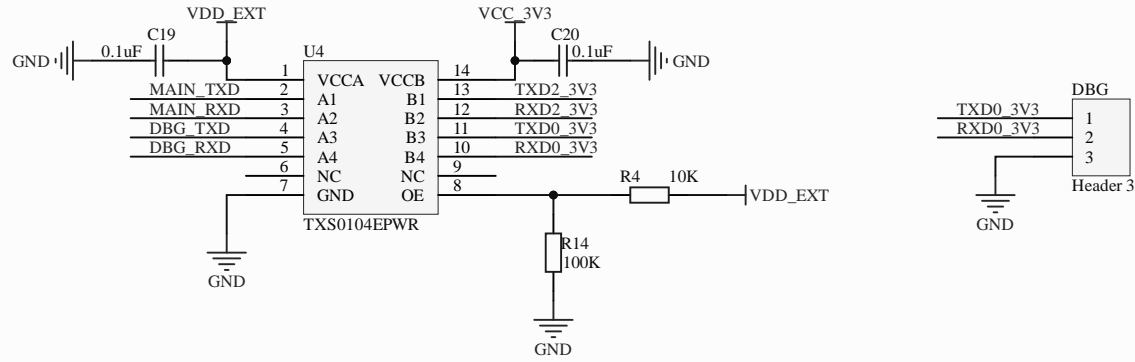 VDD_EXT
VCC_3V3
C19
0.1uF
GND
C20
0.1uF
GND
U4
1 VCCA VCCB 14
MAIN_TXD 2 A1 B1 13 TXD2_3V3
MAIN_RXD 3 A2 B2 12 RXD2_3V3
DBG_TXD 4 A3 B3 11 TXD0_3V3
DBG_RXD 5 A4 B4 10 RXD0_3V3
6 NC NC 9
7 GND OE 8
TXS0104EPWR
GND
R4 10K
VDD_EXT
R14
100K
GND
DBG
TXD0_3V3 1
RXD0_3V3 2
3
Header 3
GND